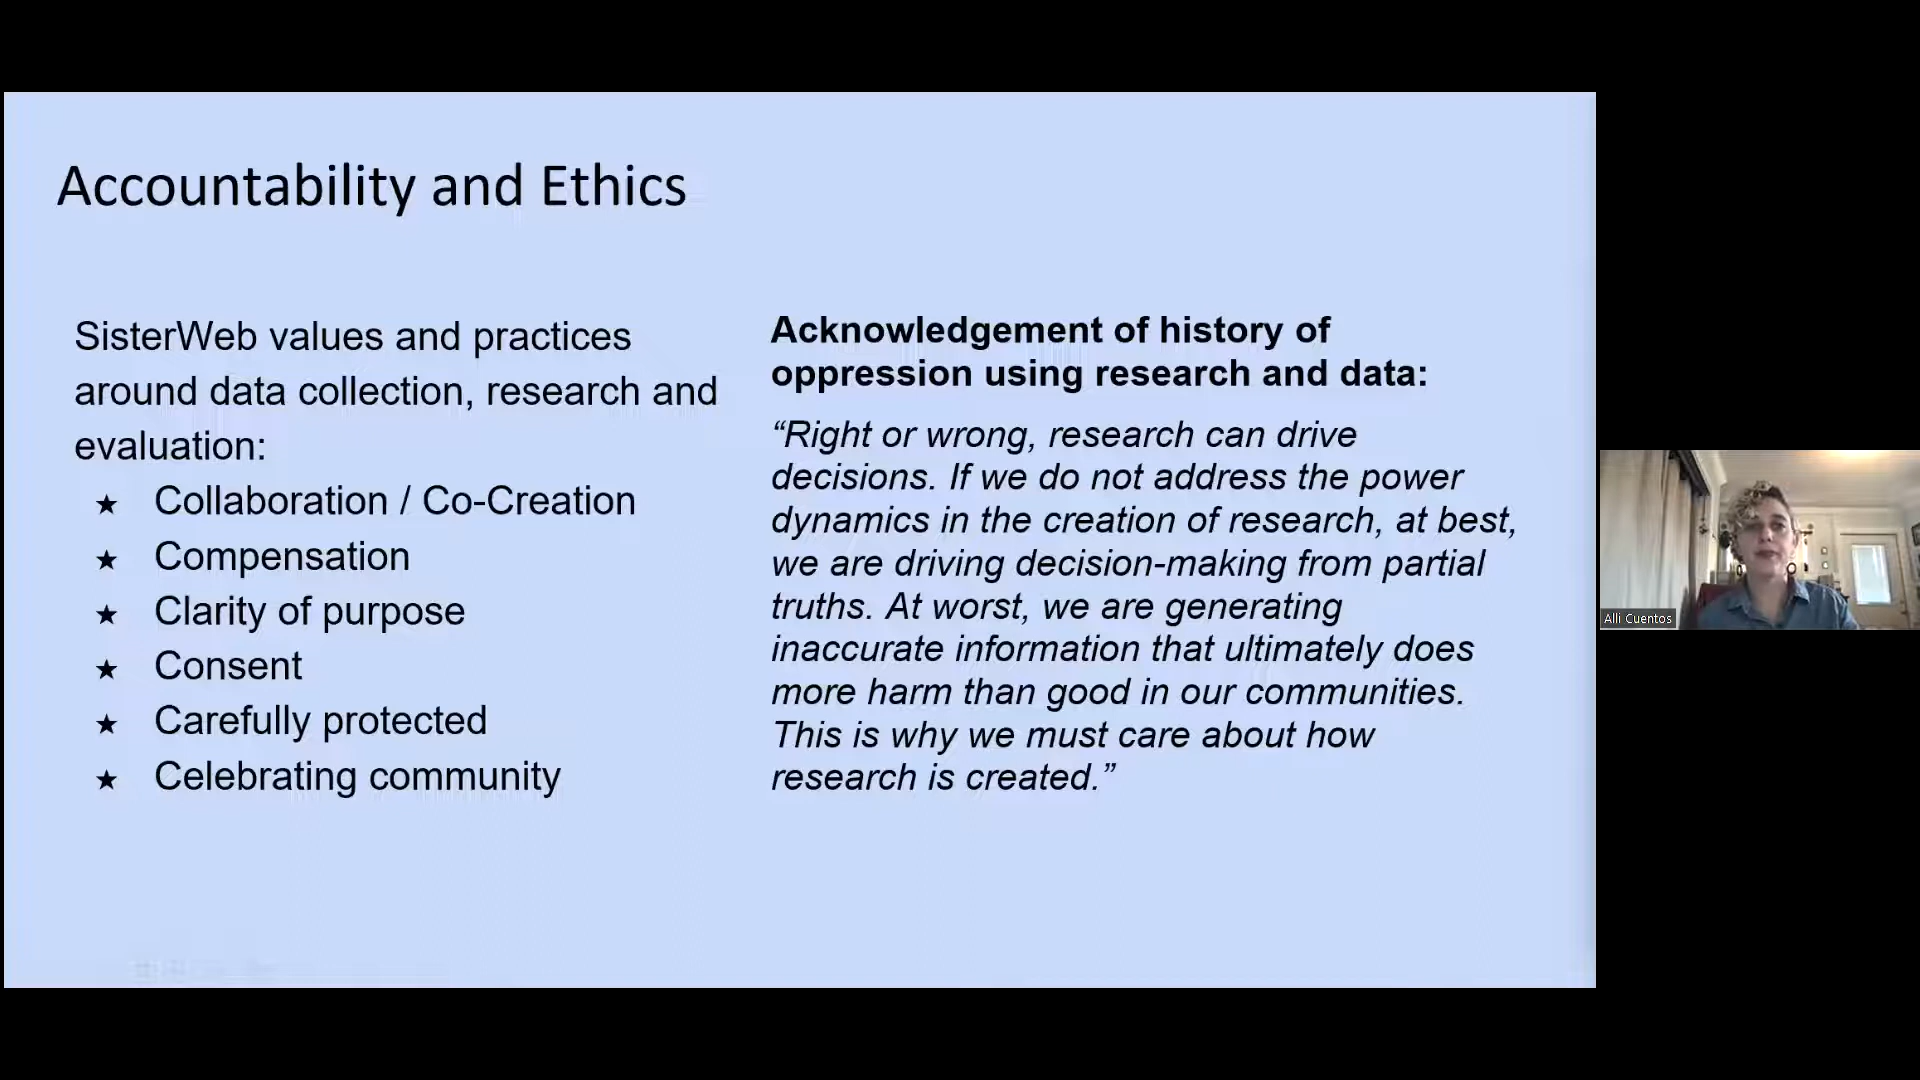 Accountability and Ethics
SisterWeb values and practices
around data collection, research and
evaluation:
★ Collaboration / Co-Creation
★ Compensation
★ Clarity of purpose
★ Consent
★ Carefully protected
★ Celebrating community
Acknowledgement of history of
oppression using research and data:
“Right or wrong, research can drive
decisions. If we do not address the power
dynamics in the creation of research, at best,
we are driving decision-making from partial
truths. At worst, we are generating
inaccurate information that ultimately does
more harm than good in our communities.
This is why we must care about how
research is created.”
Alli Cuentos